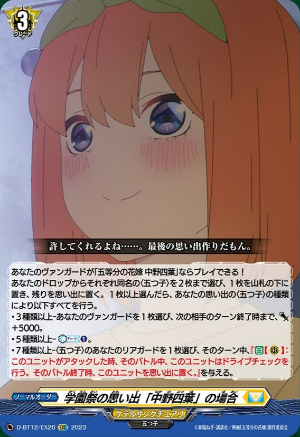 3
グレード
許してくれるよね……。最後の思い出作りだもん。
あなたのヴァンガードが「五等分の花嫁 中野四葉」ならプレイできる！
あなたのドロップからそれぞれ同名の〈五つ子〉を２枚まで選び、１枚を山札の下に
置き、残りを思い出に置く。１枚以上選んだら、あなたの思い出の〈五つ子〉の種類
により以下すべてを行う。
・３種類以上-あなたのヴァンガードを１枚選び、次の相手のターン終了時まで、
+5000。
・５種類以上-
・７種類以上-〈五つ子〉のあなたのリアガードを１枚選び、そのターン中、『
：このユニットがアタックした時、そのバトル中、このユニットはドライブチェックを
行う。そのバトル終了時、このユニットを思い出に置く。』を与える。
ノーマルオーダー
学園祭の思い出「中野四葉」の場合
五つ子
D-BT12/EX26 2023